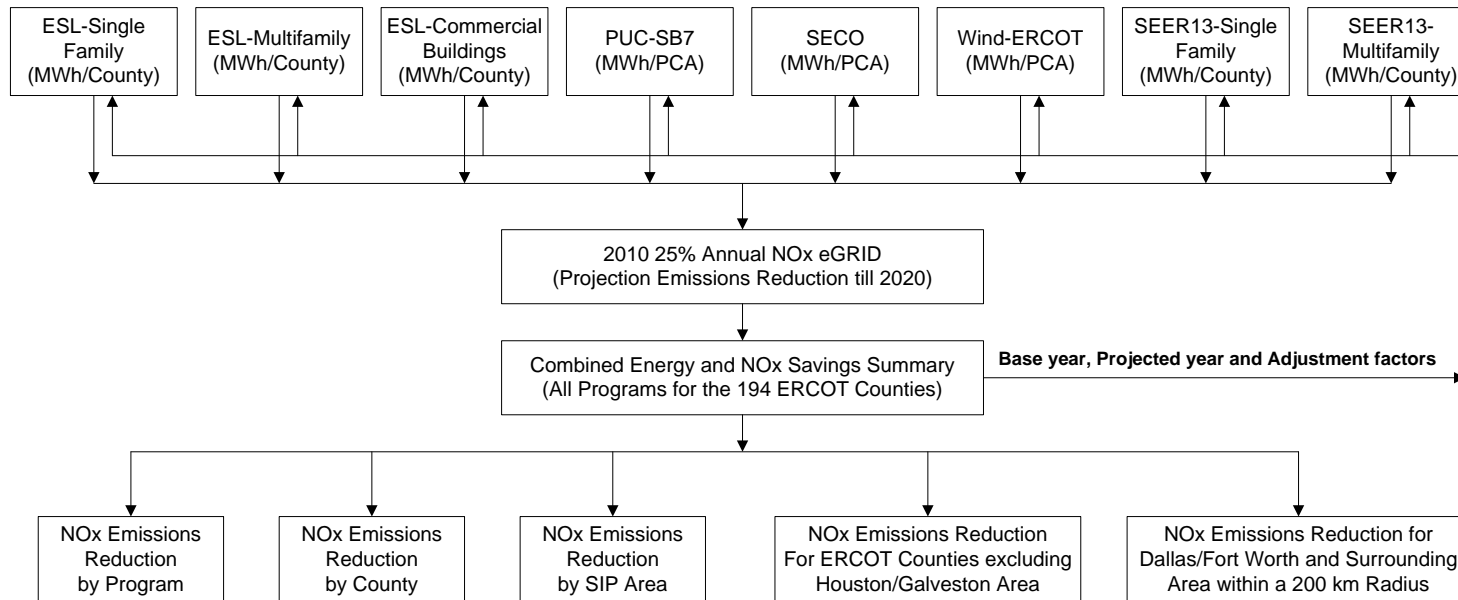 ESL-Single
Family
(MWh/County)
ESL-Multifamily
(MWh/County)
ESL-Commercial
Buildings
(MWh/County)
PUC-SB7
(MWh/PCA)
SECO
(MWh/PCA)
Wind-ERCOT
(MWh/PCA)
SEER13-Single
Family
(MWh/County)
SEER13-
Multifamily
(MWh/County)
2010 25% Annual NOx eGRID
(Projection Emissions Reduction till 2020)
Combined Energy and NOx Savings Summary
(All Programs for the 194 ERCOT Counties)
Base year, Projected year and Adjustment factors
NOx Emissions
Reduction
by Program
NOx Emissions
Reduction
by County
NOx Emissions
Reduction
by SIP Area
NOx Emissions Reduction
For ERCOT Counties excluding
Houston/Galveston Area
NOx Emissions Reduction for
Dallas/Fort Worth and Surrounding
Area within a 200 km Radius